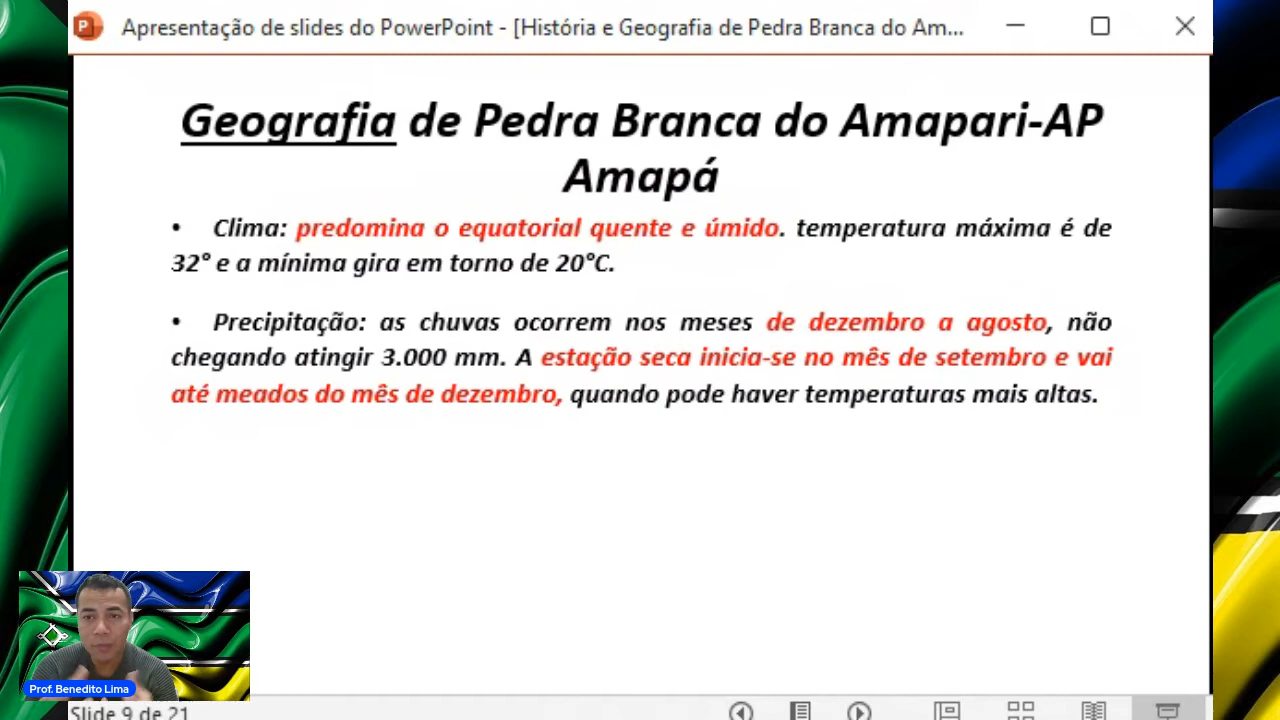 Apresentação de slides do PowerPoint - [História e Geografia de Pedra Branca do Am...
Geografia de Pedra Branca do Amapari-AP
Amapá
• Clima: predomina o equatorial quente e úmido. temperatura máxima é de
32° e a mínima gira em torno de 20°C.
• Precipitação: as chuvas ocorrem nos meses de dezembro a agosto, não
chegando atingir 3.000 mm. A estação seca inicia-se no mês de setembro e vai
até meados do mês de dezembro, quando pode haver temperaturas mais altas.
Prof. Benedito Lima
Slide 9 de 21